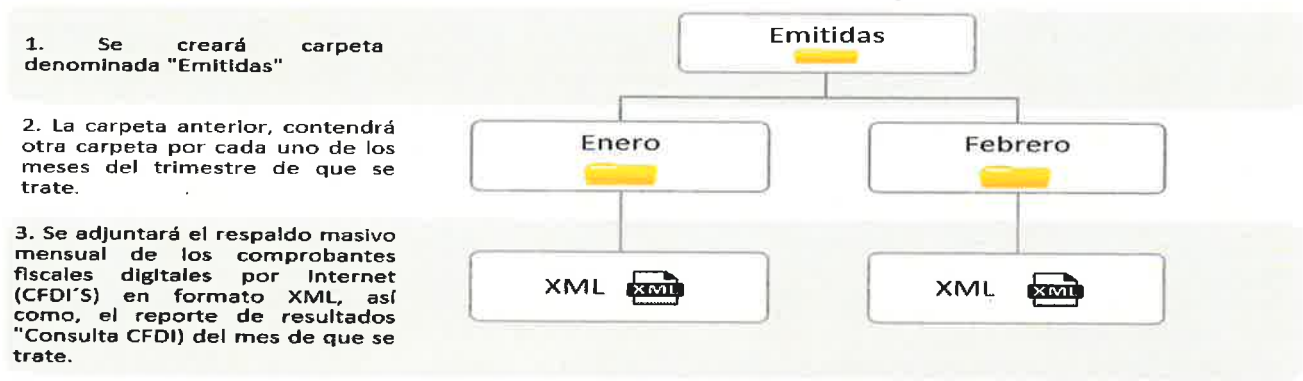 1. Se creará carpeta
denominada "Emitidas"
Emitidas
2. La carpeta anterior, contendrá
otra carpeta por cada uno de los
meses del trimestre de que se
trate.
Enero
Febrero
3. Se adjuntará el respaldo masivo
mensual de los comprobantes
fiscales digitales por Internet
(CFDI´S) en formato XML, así
como, el reporte de resultados
"Consulta CFDI) del mes de que se
trate.
XML XML
XML XML